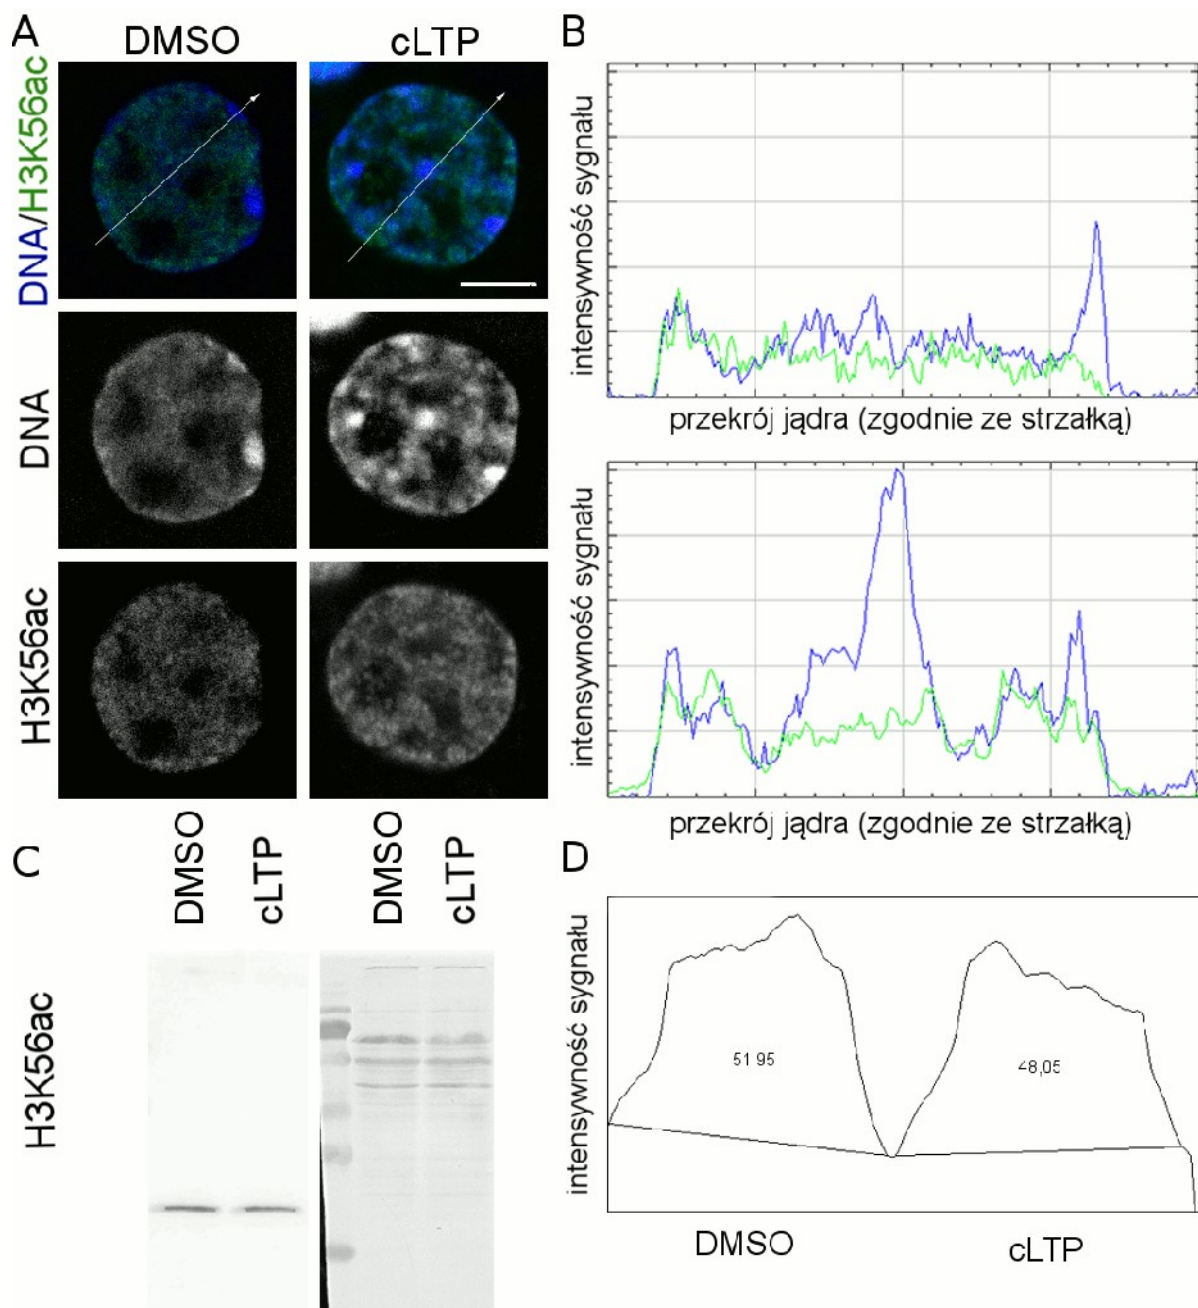 A
DMSO
cLTP
DNA/H3K56ac
DNA
H3K56ac
B
intensywność sygnału
przekrój jądra (zgodnie ze strzałką)
intensywność sygnału
przekrój jądra (zgodnie ze strzałką)
C
DMSO
cLTP
DMSO
cLTP
H3K56ac
D
intensywność sygnału
51 95
48,05
DMSO
cLTP